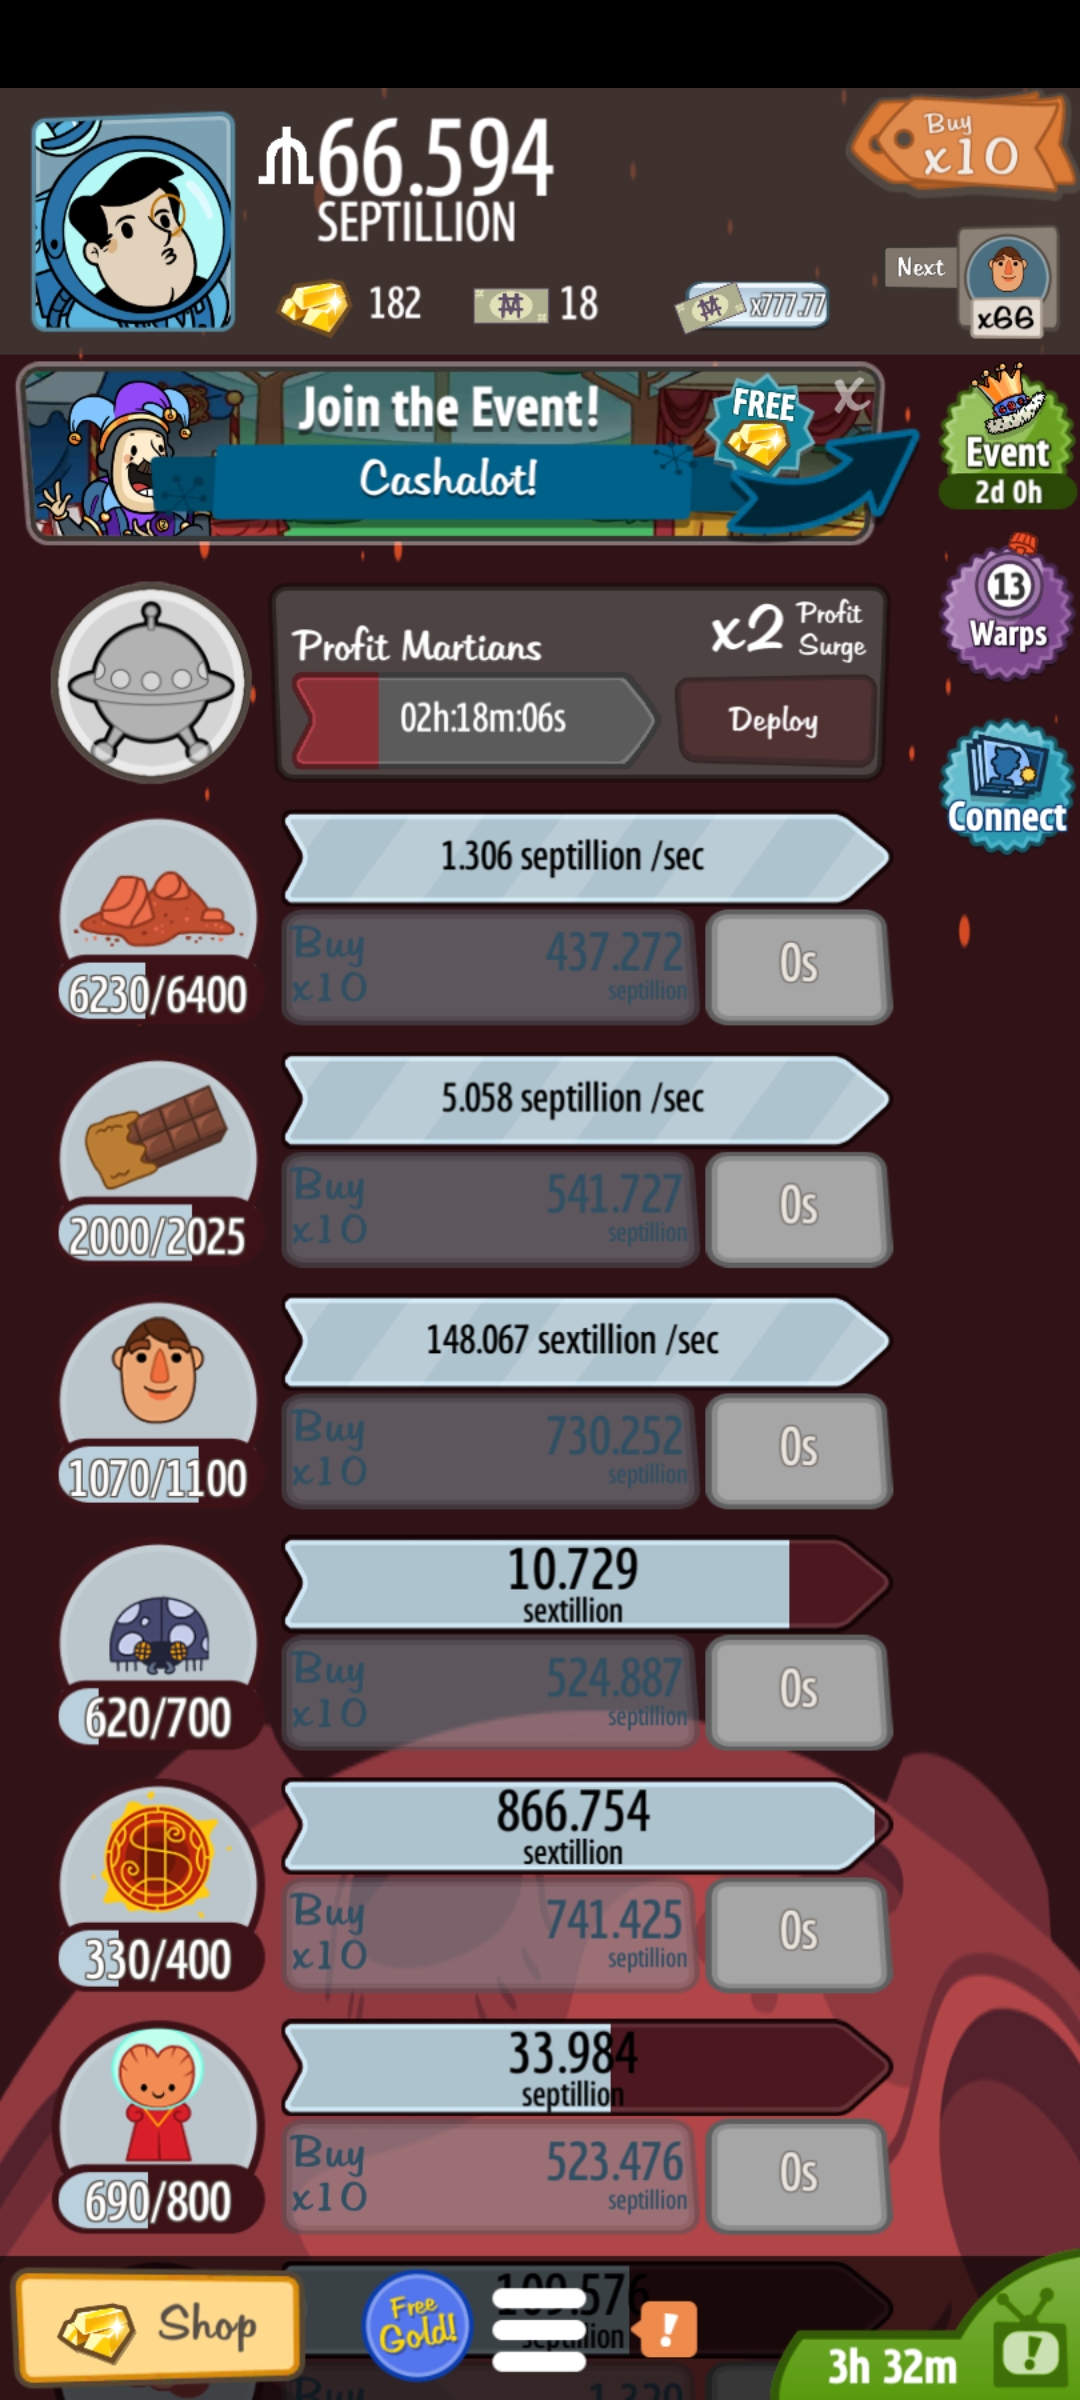 66.594
SEPTILLION
Buy
x10
182
18
x777.77
Next
x66
Join the Event!
Cashalot!
FREE
X
Event
2d 0h
13
Warps
Connect
Profit Martians
x2 Profit Surge
02h:18m:06s
Deploy
1.306 septillion /sec
6230/6400
Buy x10
437.272
septillion
0s
5.058 septillion /sec
2000/2025
Buy x10
541.727
septillion
0s
148.067 sextillion /sec
1070/1100
Buy x10
730.252
septillion
0s
10.729
sextillion
620/700
Buy x10
524.887
septillion
0s
866.754
sextillion
330/400
Buy x10
741.425
septillion
0s
33.984
septillion
690/800
Buy x10
523.476
septillion
0s
109.576
Shop
Free Gold!
!
3h 32m
!